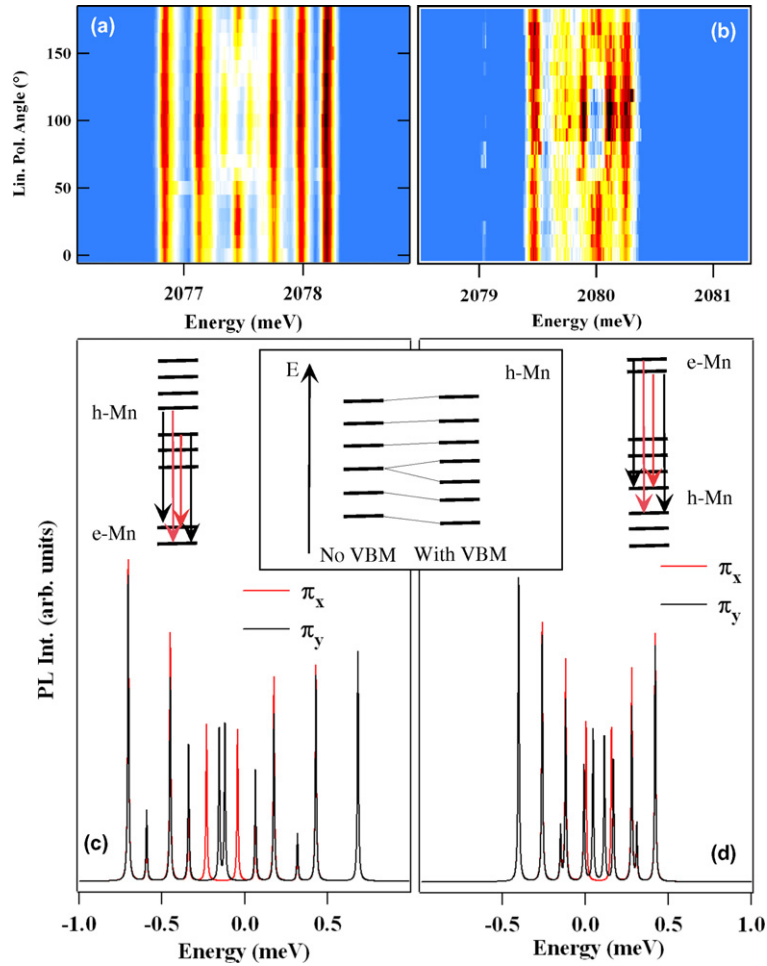 (a)
(b)
Lin. Pol. Angle (°)
150
100
50
0
2077
2078
2079
2080
2081
Energy (meV)
Energy (meV)
h-Mn
e-Mn
E
h-Mn
No VBM
With VBM
e-Mn
h-Mn
PL Int. (arb. units)
πx
πy
πx
πy
(c)
(d)
-1.0
-0.5
0.0
0.5
-0.5
0.0
0.5
1.0
Energy (meV)
Energy (meV)